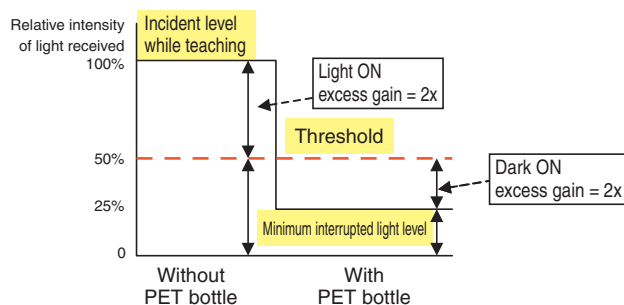 Relative intensity
of light received
Incident level
while teaching
100%
Light ON
excess gain = 2x
Threshold
50%
Dark ON
excess gain = 2x
25%
Minimum interrupted light level
0
Without
PET bottle
With
PET bottle